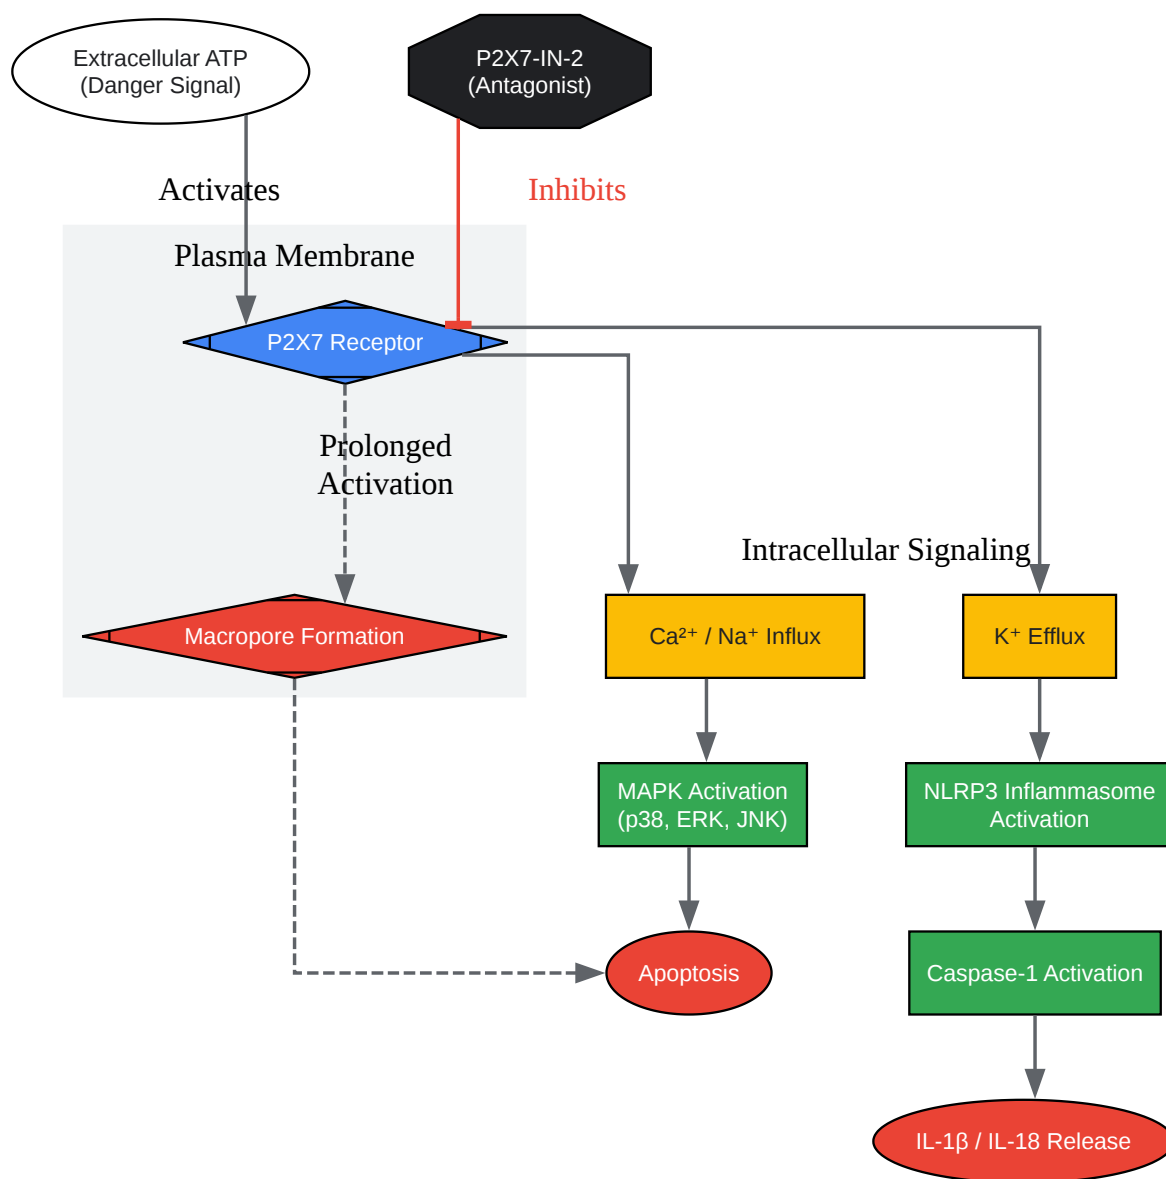 Extracellular ATP
(Danger Signal)
P2X7-IN-2
(Antagonist)
Activates
Inhibits
Plasma Membrane
P2X7 Receptor
Prolonged
Activation
Intracellular Signaling
Macropore Formation
Ca²⁺ / Na⁺ Influx
K⁺ Efflux
MAPK Activation
(p38, ERK, JNK)
NLRP3 Inflammasome
Activation
Apoptosis
Caspase-1 Activation
IL-1β / IL-18 Release